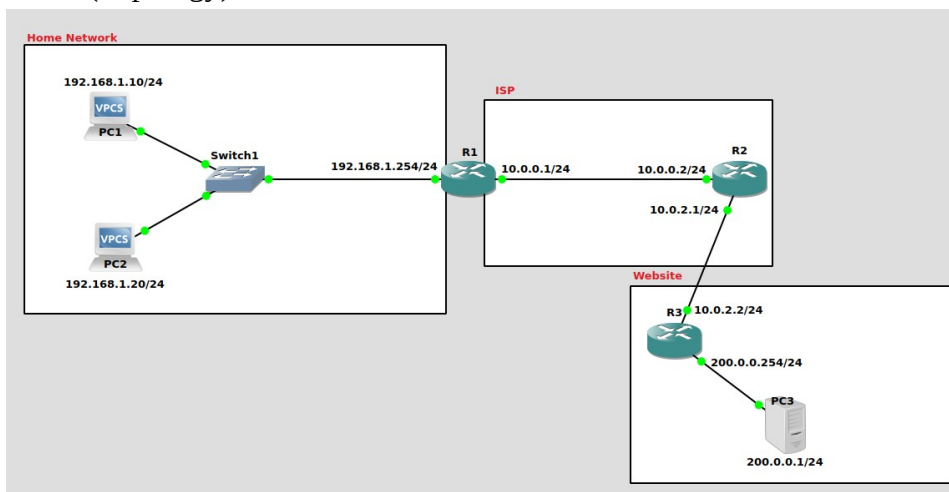 Home Network
192.168.1.10/24
VPCS
PC1
Switch1
192.168.1.254/24
VPCS
PC2
192.168.1.20/24
ISP
R1
10.0.0.1/24
10.0.0.2/24
R2
10.0.2.1/24
Website
R3
10.0.2.2/24
200.0.0.254/24
PC3
200.0.0.1/24